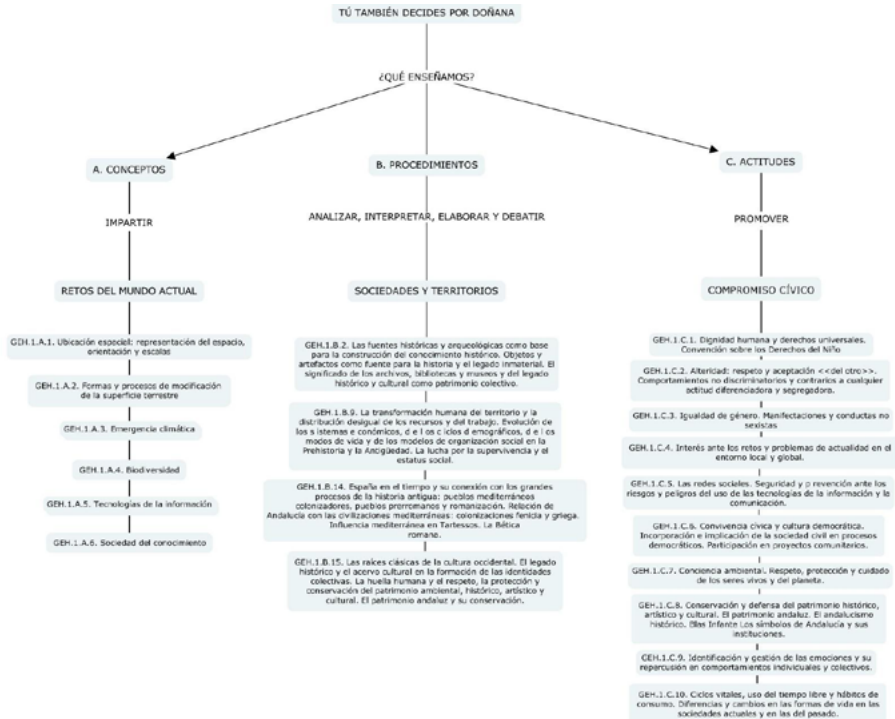 TÚ TAMBIÉN DECIDES POR DOÑANA
¿QUÉ ENSEÑAMOS?
A. CONCEPTOS
IMPARTIR
RETOS DEL MUNDO ACTUAL
GEH.1.A.1. Ubicación espacial: representación del espacio,
orientación y escalas
GEH.1.A.2. Formas y procesos de modificación
de la superficie terrestre
GEH.1.A.3. Emergencia climática
GEH.1.A.4. Biodiversidad
GEH.1.A.5. Tecnologías de la información
GEH.1.A.6. Sociedad del conocimiento
B. PROCEDIMIENTOS
ANALIZAR, INTERPRETAR, ELABORAR Y DEBATIR
SOCIEDADES Y TERRITORIOS
GEH.1.B.2. Las fuentes históricas y arqueológicas como base
para la construcción del conocimiento histórico. Objetos y
artefactos como fuente para la historia y el legado inmaterial. El
significado de los archivos, bibliotecas y museos y del legado
histórico y cultural como patrimonio colectivo.
GEH.1.B.9. La transformación humana del territorio y la
distribución desigual de los recursos y del trabajo. Evolución de
los s istemas e conómicos, d e l os c iclos d emográficos, d e l os
modos de vida y de los modelos de organización social en la
Prehistoria y la Angüedad. La lucha por la supervivencia y el
estatus social.
GEH.1.B.14. España en el tiempo y su conexión con los grandes
procesos de la historia antigua: pueblos mediterráneos
colonizadores, pueblos prerromanos y romanización. Relación de
Andalucía con las civilizaciones mediterráneas: colonizaciones fenicia y griega.
Influencia mediterránea en Tartessos. La Bética
romana.
GEH.1.B.15. Las raíces clásicas de la cultura occidental. El legado
histórico y el acervo cultural en la formación de las identidades
colectivas. La huella humana y el respeto, la protección y
conservación del patrimonio ambiental, histórico, artístico y
cultural. El patrimonio andaluz y su conservación.
C. ACTITUDES
PROMOVER
COMPROMISO CÍVICO
GEH.1.C.1. Dignidad humana y derechos universales.
Convención sobre los Derechos del Niño
GEH.1.C.2. Alteridad: respeto y aceptación <<del otro>>.
Comportamientos no discriminatorios y contrarios a cualquier
actitud diferenciadora y segregadora.
GEH.1.C.3. Igualdad de género. Manifectaciones y conductas no
sexistas
GEH.1.C.4. Interés ante los retos y problemas de actualidad en el
entorno local y global.
GEH.1.C.5. Las redes sociales. Seguridad y p revención ante los
riesgos y peligros del uso de las tecnologías de la información y la
comunicación.
GEH.1.C.6. Convivencia cívica y cultura democrática.
Incorporación e implicación de la sociedad civil en procesos
democráticos. Participación en proyectos comunitarios.
GEH.1.C.7. Conciencia ambiental. Respeto, protección y cuidado
de los seres vivos y del planeta.
GEH.1.C.8. Conservación y defensa del patrimonio histórico,
artístico y cultural. El patrimonio andaluz. El andalucismo
histórico. Blas Infante Los símbolos de Andalucía y sus
instituciones.
GEH.1.C.9. Identificación y gestión de las emociones y su
repercusión en comportamientos individuales y colectivos.
GEH.1.C.10. Ciclos vitales, uso del tiempo libre y hábitos de
consumo. Diferencias y cambios en las formas de vida en las
sociedades actuales y en las del pasado.